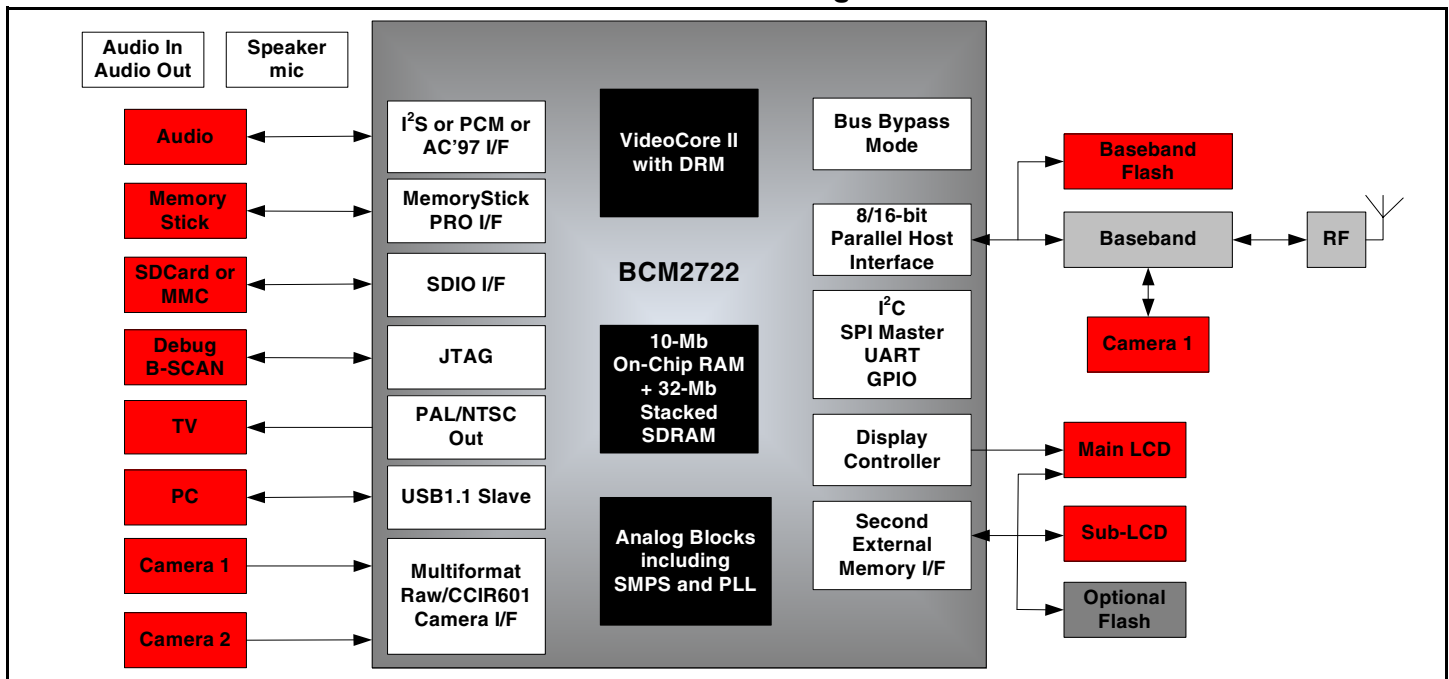 Audio In
Audio Out
Speaker
mic
Audio
Memory
Stick
SDCard or
MMC
Debug
B-SCAN
TV
PC
Camera 1
Camera 2
I²S or PCM or
AC'97 I/F
MemoryStick
PRO I/F
SDIO I/F
JTAG
PAL/NTSC
Out
USB1.1 Slave
Multiformat
Raw/CCIR601
Camera I/F
VideoCore II
with DRM
BCM2722
10-Mb
On-Chip RAM
+ 32-Mb
Stacked
SDRAM
Analog Blocks
including
SMPS and PLL
Bus Bypass
Mode
8/16-bit
Parallel Host
Interface
I²C
SPI Master
UART
GPIO
Display
Controller
Second
External
Memory I/F
Baseband
Flash
Baseband
RF
Camera 1
Main LCD
Sub-LCD
Optional
Flash